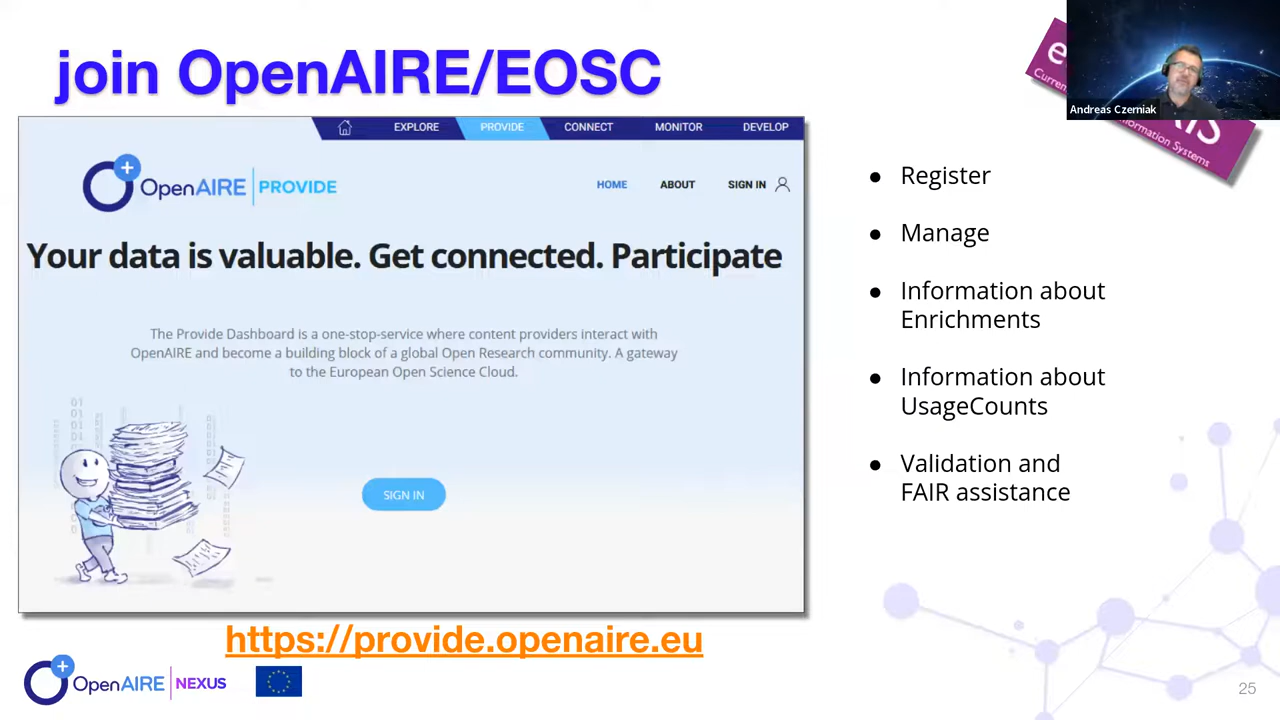 join OpenAIRE/EOSC
Andreas Czerniak
EXPLORE PROVIDE CONNECT MONITOR DEVELOP
OpenAIRE PROVIDE
HOME ABOUT SIGN IN
Your data is valuable. Get connected. Participate
The Provide Dashboard is a one-stop-service where content providers interact with
OpenAIRE and become a building block of a global Open Research community. A gateway
to the European Open Science Cloud.
SIGN IN
https://provide.openaire.eu
● Register
● Manage
● Information about
Enrichments
● Information about
UsageCounts
● Validation and
FAIR assistance
OpenAIRE NEXUS
25